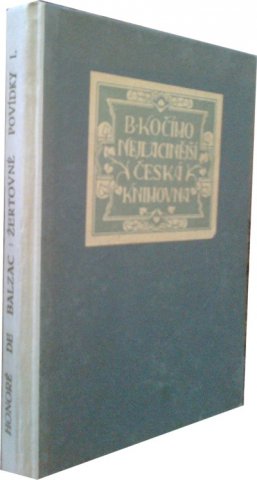 B. KOČÍHO
NEJLACINĚJŠÍ
ČESKÁ
KNIHOVNA
HONORÉ DE BALZAC: ŽERTOVNÉ POVÍDKY I.